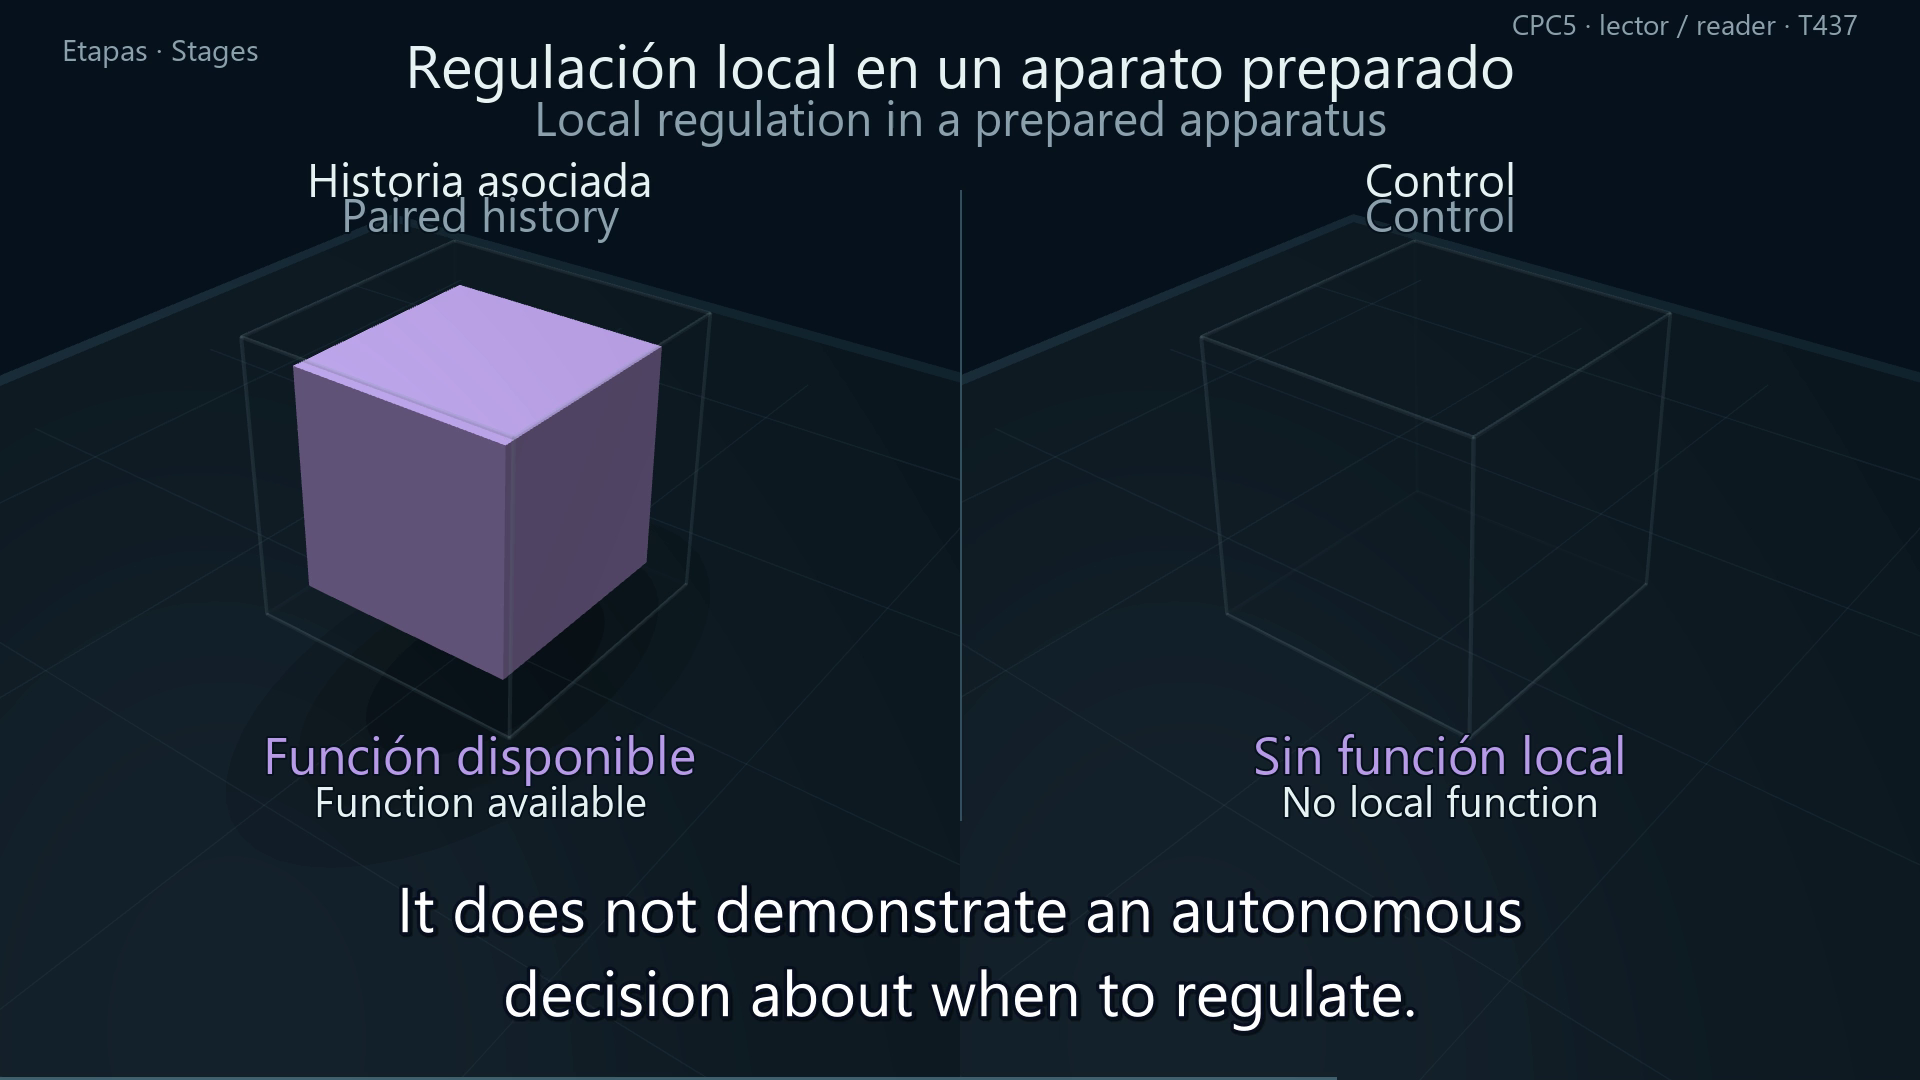 Etapas · Stages
CPC5 · lector / reader · T437
Regulación local en un aparato preparado
Local regulation in a prepared apparatus
Historia asociada
Paired history
Control
Control
Función disponible
Function available
Sin función local
No local function
It does not demonstrate an autonomous
decision about when to regulate.